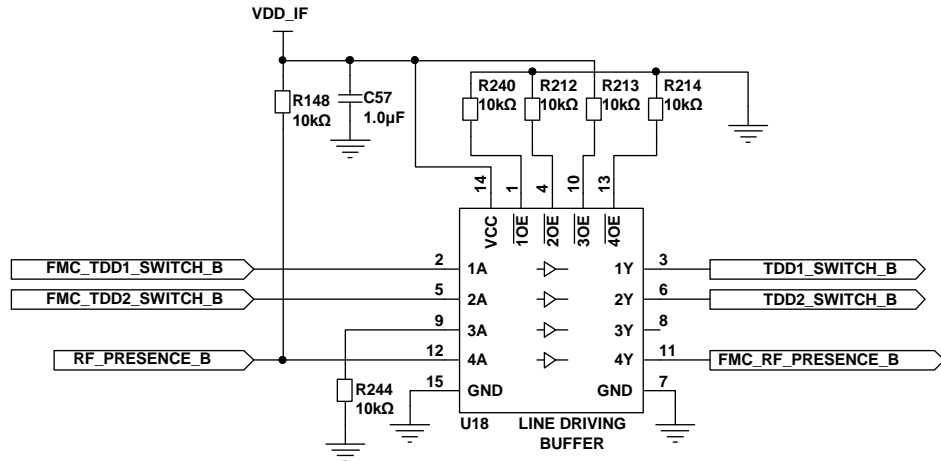 VDD_IF
R148
10kΩ
C57
1.0µF
R240
10kΩ
R212
10kΩ
R213
10kΩ
R214
10kΩ
14
1
4
10
13
VCC
1OE
2OE
3OE
4OE
FMC_TDD1_SWITCH_B
2
1A
1Y
3
TDD1_SWITCH_B
FMC_TDD2_SWITCH_B
5
2A
2Y
6
TDD2_SWITCH_B
9
3A
3Y
8
RF_PRESENCE_B
12
4A
4Y
11
FMC_RF_PRESENCE_B
15
GND
GND
7
R244
10kΩ
U18
LINE DRIVING
BUFFER